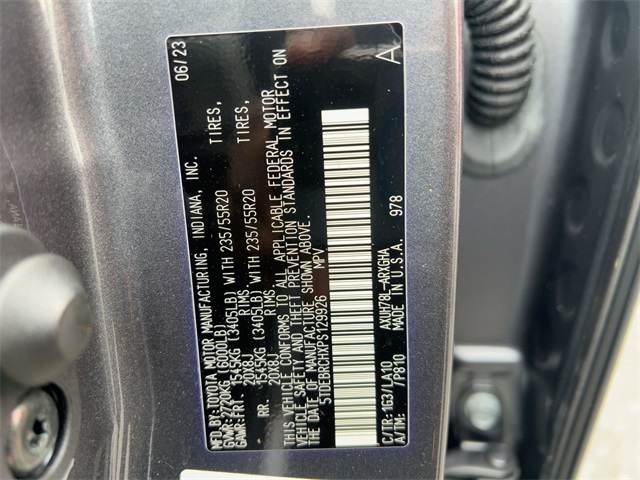 MFD. BY: TOYOTA MOTOR MANUFACTURING, INDIANA, INC. 06/23
GVWR: 2720KG (6000LB)
GAWR: FRT. 1545KG (3405LB) WITH 235/55R20 TIRES,
20X8J RIMS,
RR. 1545KG (3405LB) WITH 235/55R20 TIRES,
20X8J RIMS,
THIS VEHICLE CONFORMS TO ALL APPLICABLE FEDERAL MOTOR
VEHICLE SAFETY AND THEFT PREVENTION STANDARDS IN EFFECT ON
THE DATE OF MANUFACTURE SHOWN ABOVE.
5TDEBRCHXPS129926 MPV
A
C/TR: 1G3/LA10 AXUH78L-ARXGHA
A/TM: /P810 MADE IN U.S.A. 978